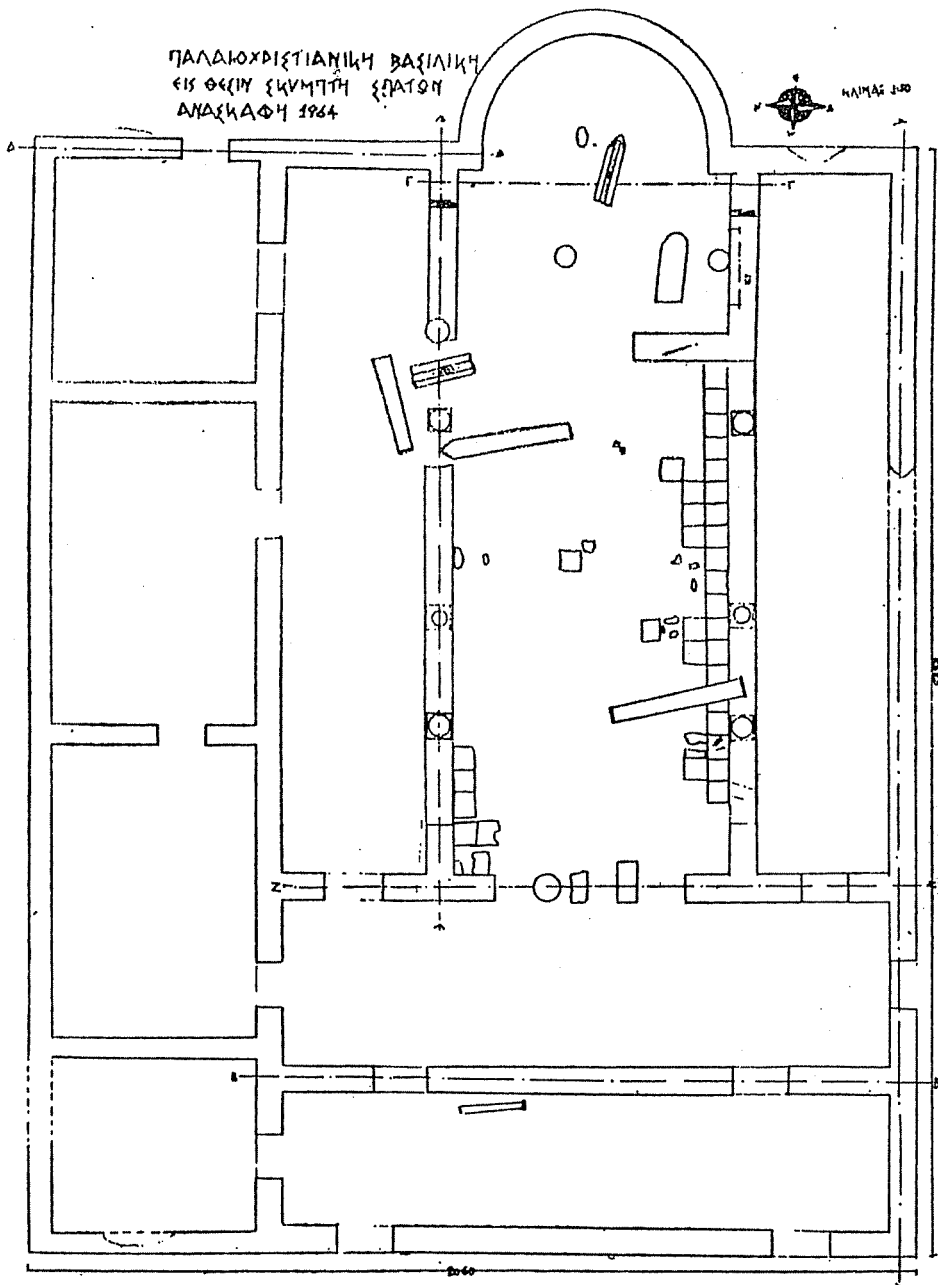 ΠΑΛΑΙΟΧΡΙΣΤΙΑΝΙΚΗ ΒΑΣΙΛΙΚΗ
ΕΙΣ ΘΕΣΙΝ ΣΚΥΜΠΤΗ ΣΠΑΤΩΝ
ΑΝΑΣΚΑΦΗ 1964
ΚΛΙΜΑΞ 1:50
Δ
Δ
Γ
Γ
Ο.
Ζ
Β
2060